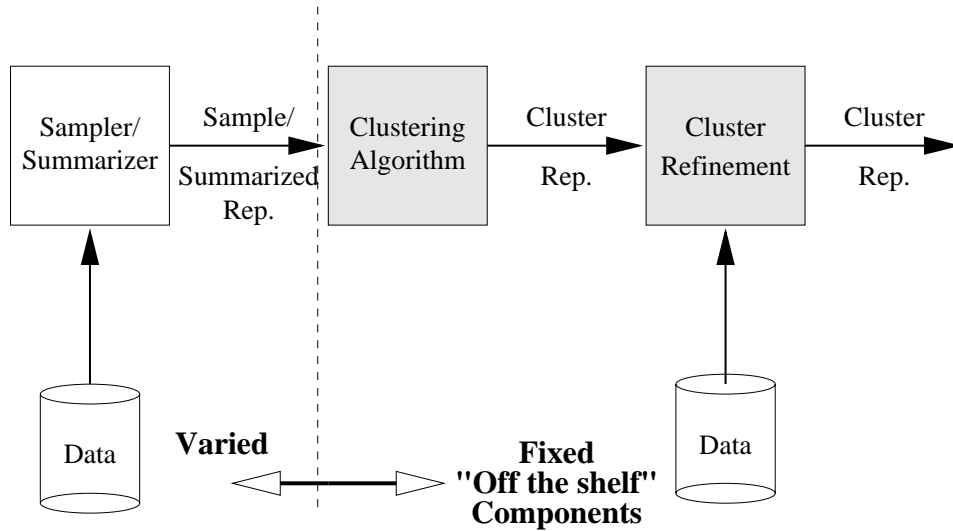 Sampler/
Summarizer
Sample/
Summarized
Rep.
Clustering
Algorithm
Cluster
Rep.
Cluster
Refinement
Cluster
Rep.
Data
Varied
Fixed
"Off the shelf"
Components
Data